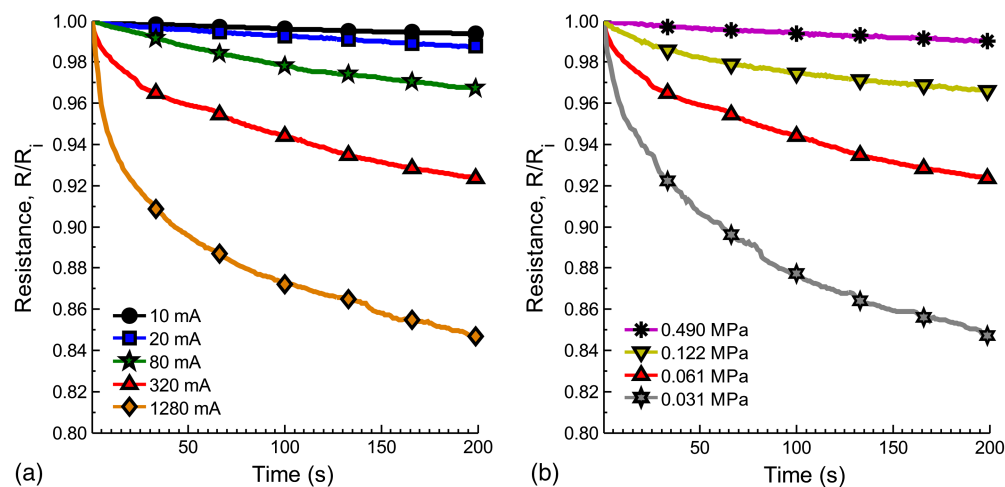 1.00
0.98
0.96
0.94
0.92
0.90
0.88
0.86
0.84
0.82
0.80
Resistance, R/Ri
10 mA
20 mA
80 mA
320 mA
1280 mA
50 100 150 200
Time (s)
(a)
1.00
0.98
0.96
0.94
0.92
0.90
0.88
0.86
0.84
0.82
0.80
Resistance, R/Ri
0.490 MPa
0.122 MPa
0.061 MPa
0.031 MPa
50 100 150 200
Time (s)
(b)